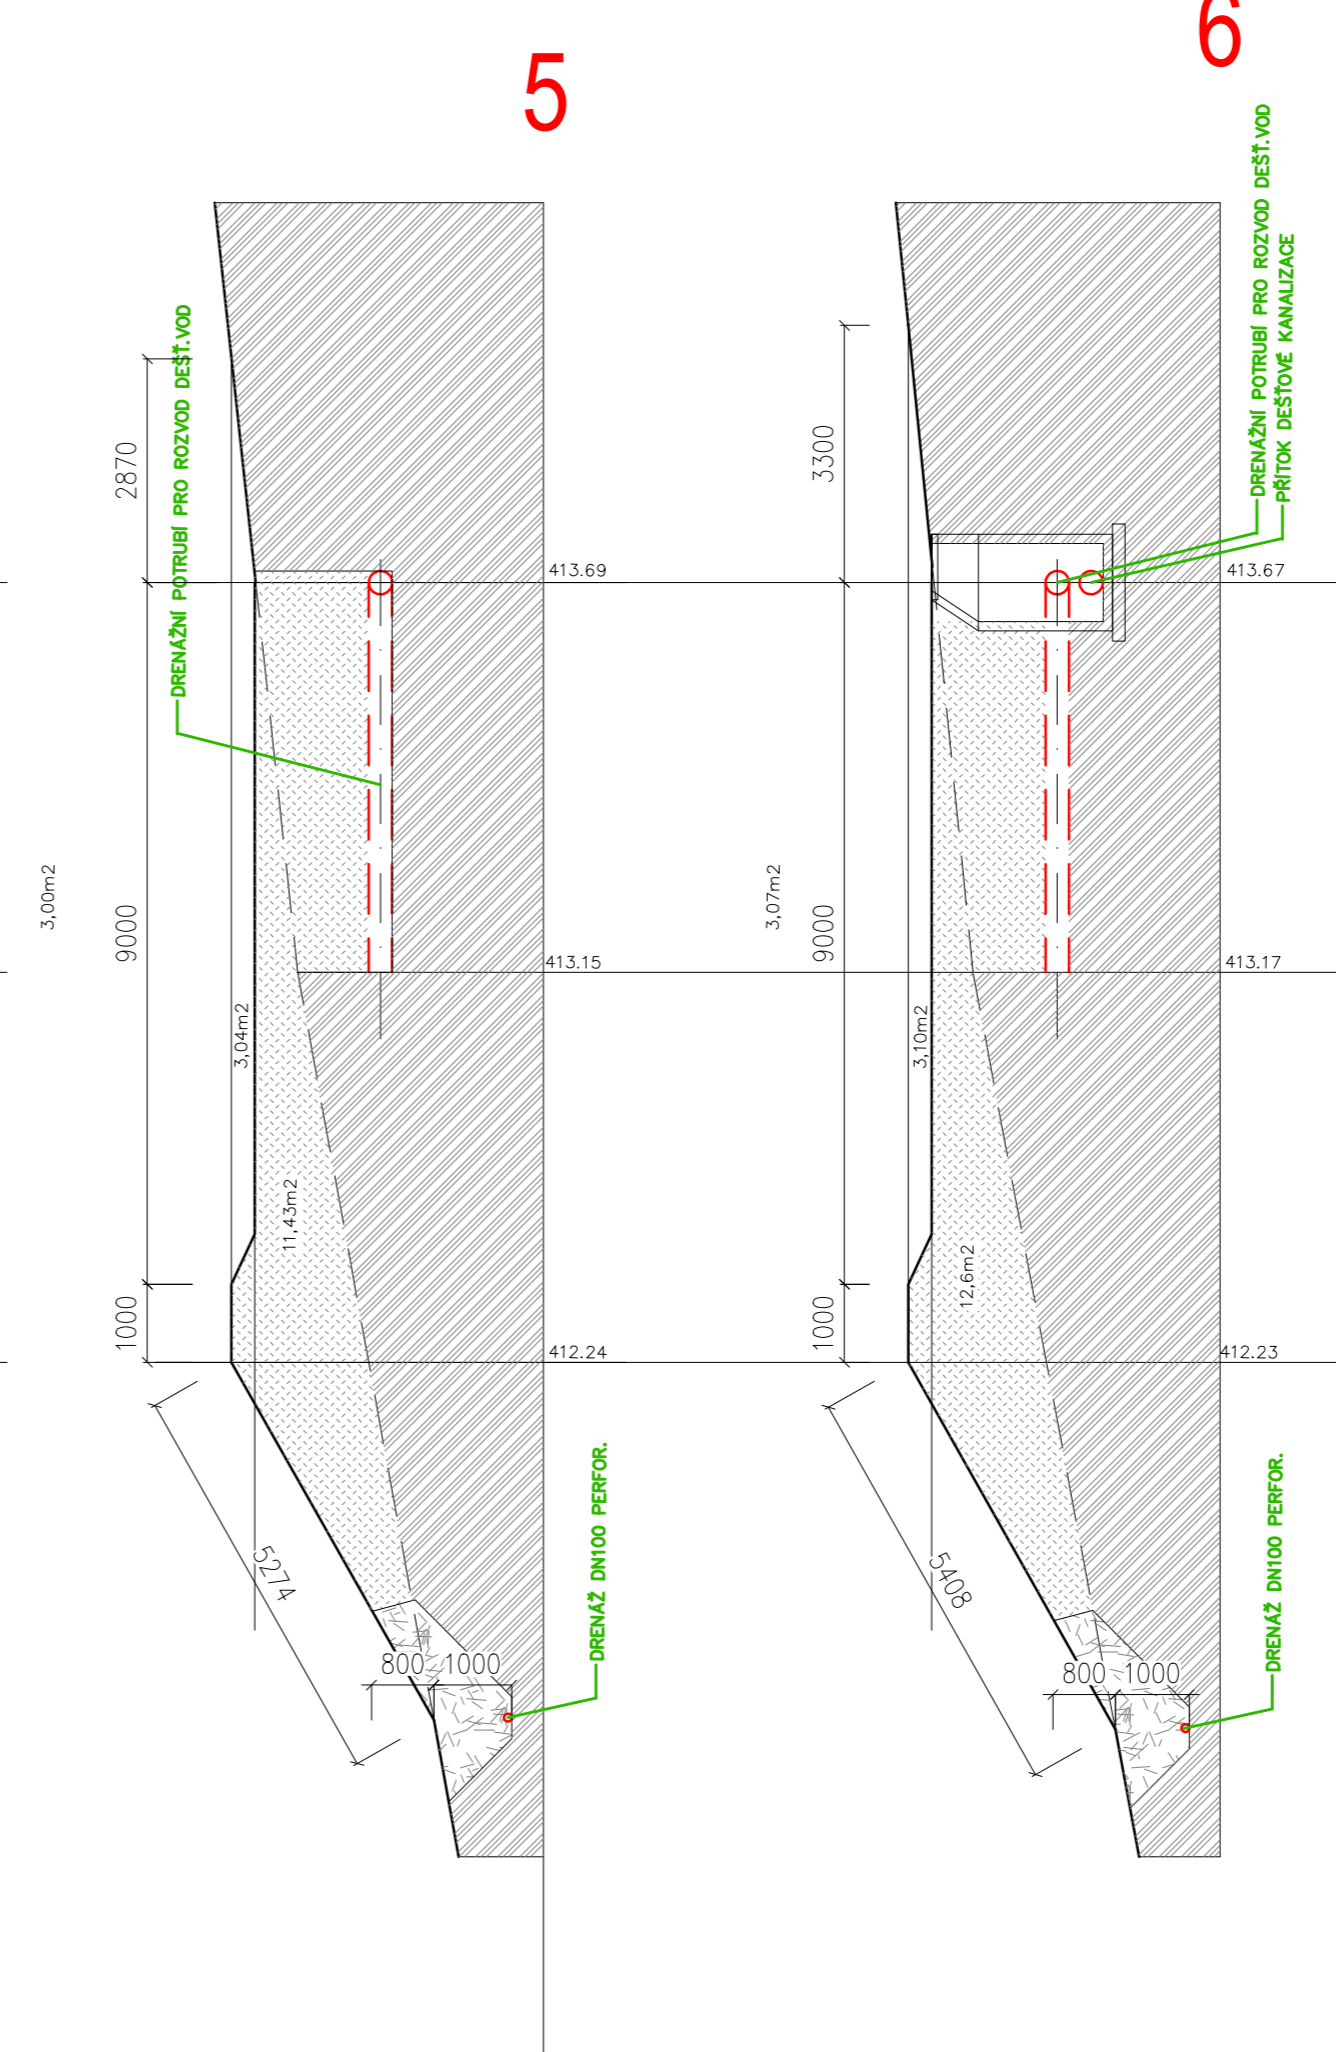 5
6
DRENÁŽNÍ POTRUBÍ PRO ROZVOD DEŠŤ.VOD
DRENÁŽNÍ POTRUBÍ PRO ROZVOD DEŠŤ.VOD
PŘÍTOK DEŠŤOVÉ KANALIZACE
2870
3300
413.69
413.67
3,00m2
9000
3,07m2
9000
413.15
413.17
3,04m2
3,10m2
11,43m2
12,6m2
1000
1000
412.24
412.23
5274
5408
DRENÁŽ DN100 PERFOR.
DRENÁŽ DN100 PERFOR.
800 1000
800 1000